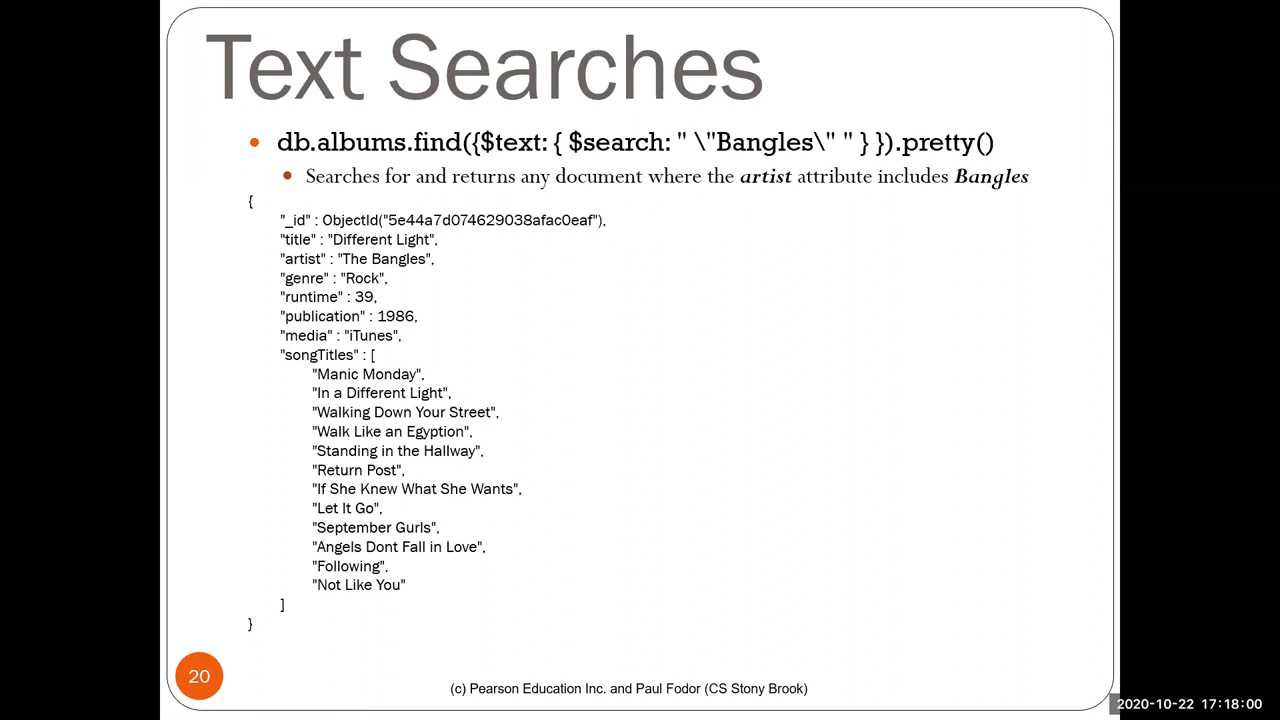 Text Searches
• db.albums.find({$text: { $search: " \"Bangles\" " } }).pretty()
• Searches for and returns any document where the artist attribute includes Bangles
{
"_id" : ObjectId("5e44a7d074629038afac0eaf"),
"title" : "Different Light",
"artist" : "The Bangles",
"genre" : "Rock",
"runtime" : 39,
"publication" : 1986,
"media" : "iTunes",
"songTitles" : [
"Manic Monday",
"In a Different Light",
"Walking Down Your Street",
"Walk Like an Egyption",
"Standing in the Hallway",
"Return Post",
"If She Knew What She Wants",
"Let It Go",
"September Gurls",
"Angels Dont Fall in Love",
"Following",
"Not Like You"
]
}
20
(c) Pearson Education Inc. and Paul Fodor (CS Stony Brook)
2020-10-22 17:18:00